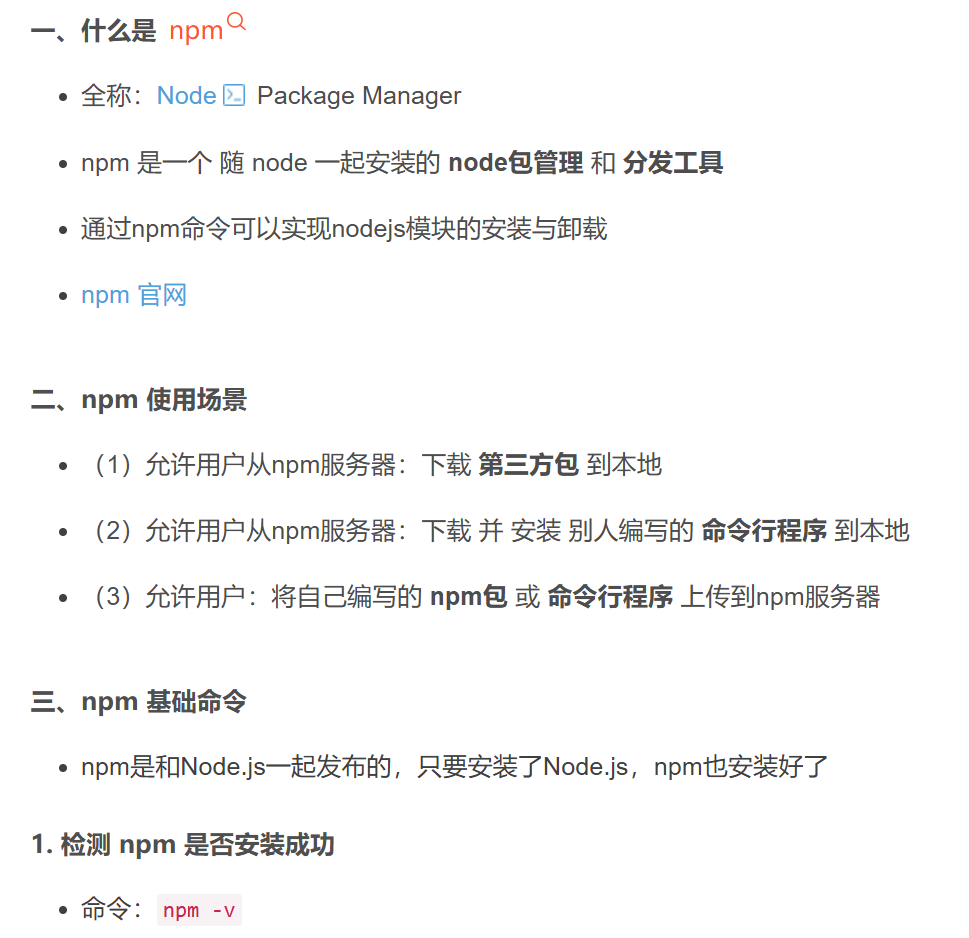 一、什么是 npm
全称：Node Package Manager
npm 是一个 随 node 一起安装的 node包管理 和 分发工具
通过npm命令可以实现nodejs模块的安装与卸载
npm 官网
二、npm 使用场景
（1）允许用户从npm服务器：下载 第三方包 到本地
（2）允许用户从npm服务器：下载 并 安装 别人编写的 命令行程序 到本地
（3）允许用户：将自己编写的 npm包 或 命令行程序 上传到npm服务器
三、npm 基础命令
npm是和Node.js一起发布的，只要安装了Node.js，npm也安装好了
1. 检测 npm 是否安装成功
命令：npm -v